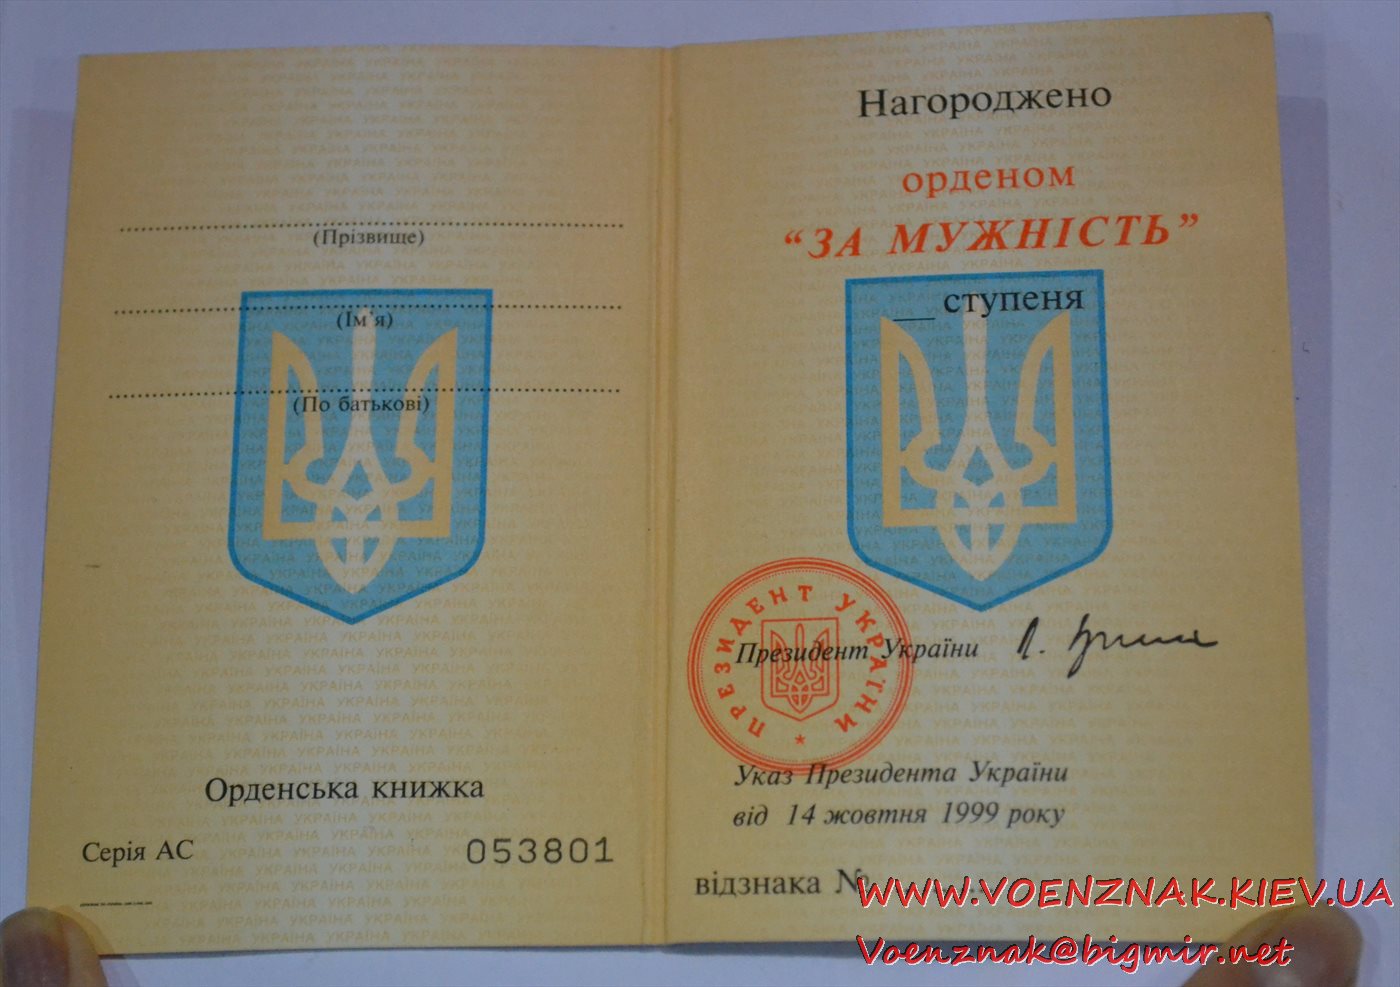 (Прізвище)
(Ім'я)
(По батькові)
Орденська книжка
Серія АС 053801
Нагороджено
орденом
“ЗА МУЖНІСТЬ”
__ ступеня
ПРЕЗИДЕНТ УКРАЇНИ
Президент України
Указ Президента України
від 14 жовтня 1999 року
відзнака №
WWW.VOENZNAK.KIEV.UA
Voenznak@bigmir.net